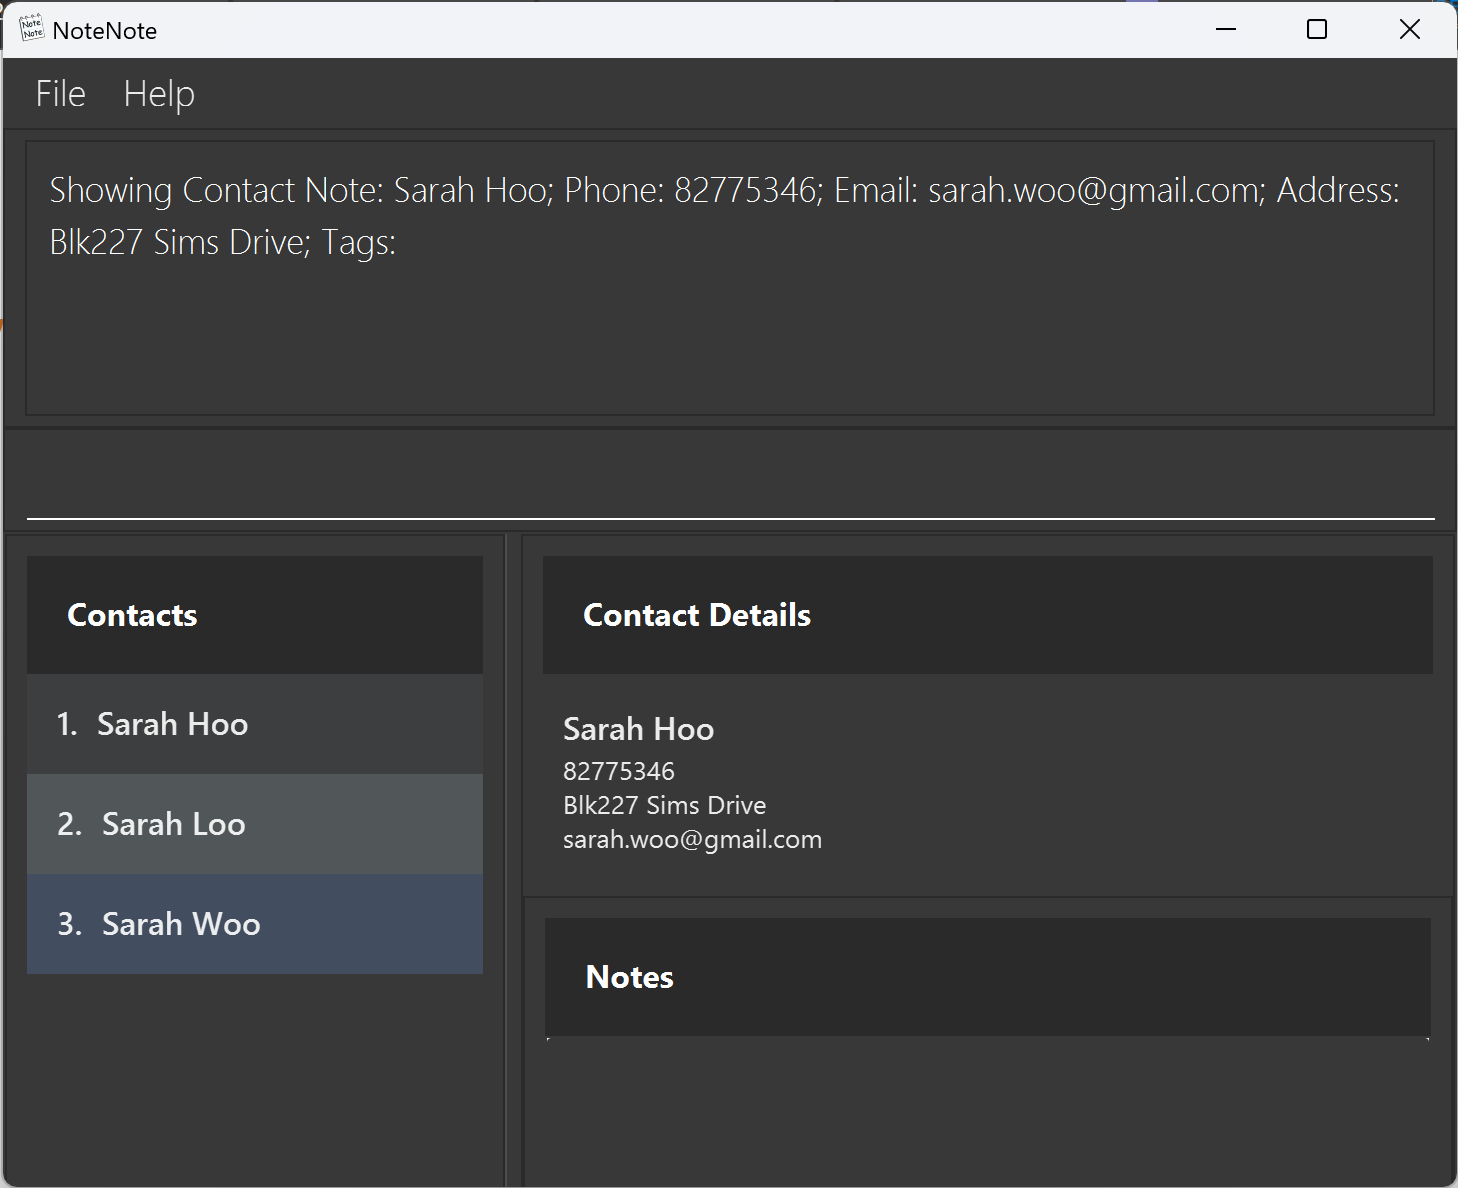 Note
Note
NoteNote
File Help
Showing Contact Note: Sarah Hoo; Phone: 82775346; Email: sarah.woo@gmail.com; Address:
Blk227 Sims Drive; Tags:
Contacts
1. Sarah Hoo
2. Sarah Loo
3. Sarah Woo
Contact Details
Sarah Hoo
82775346
Blk227 Sims Drive
sarah.woo@gmail.com
Notes